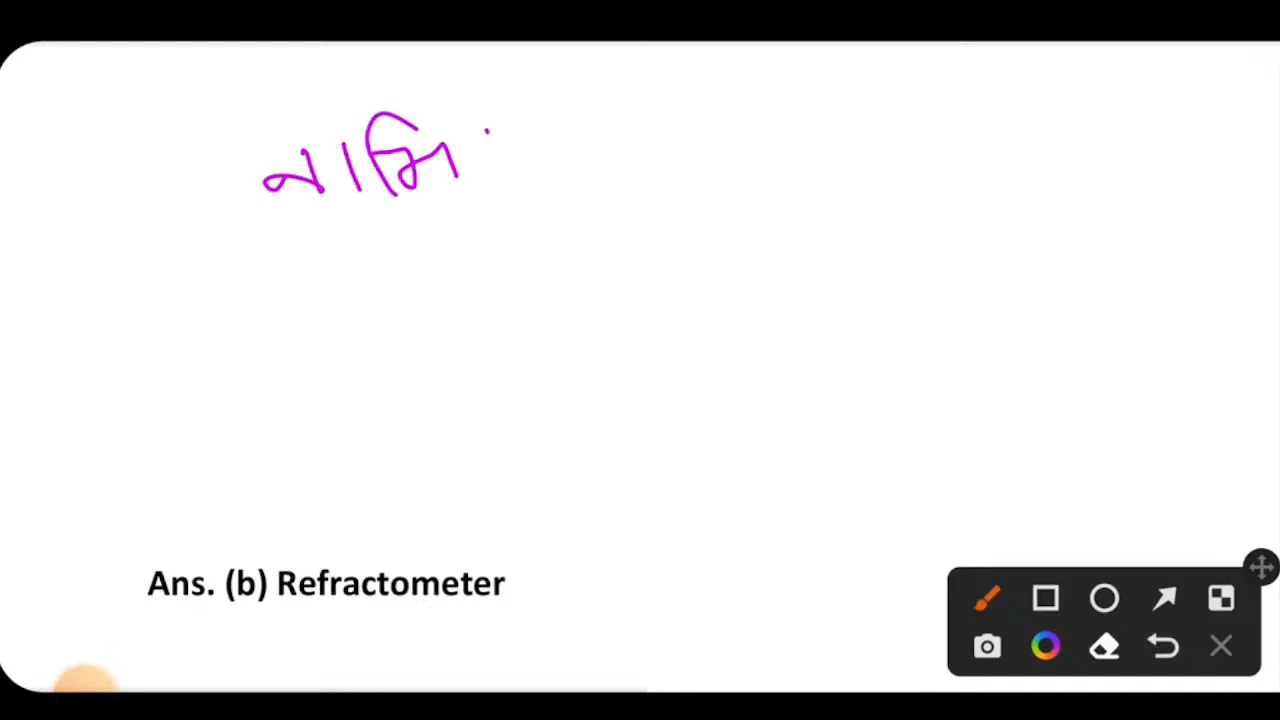 নামি
Ans. (b) Refractometer